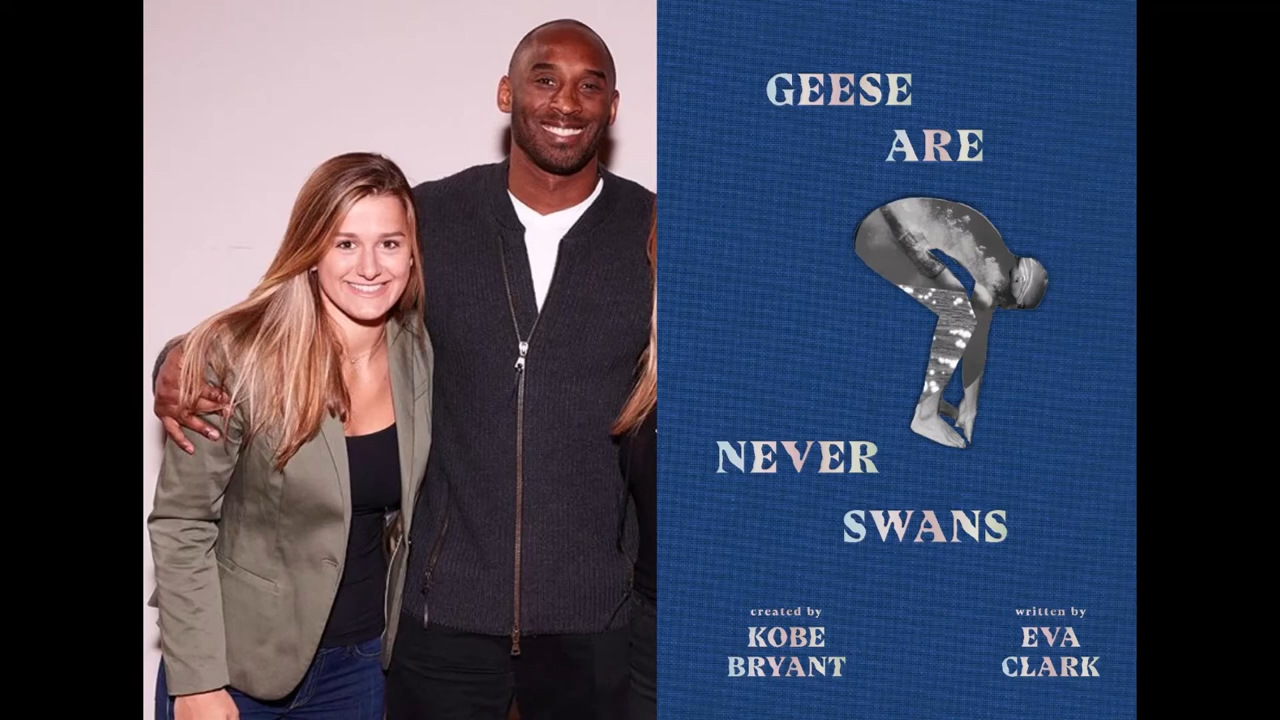 GEESE
ARE
NEVER
SWANS
created by
KOBE
BRYANT
written by
EVA
CLARK